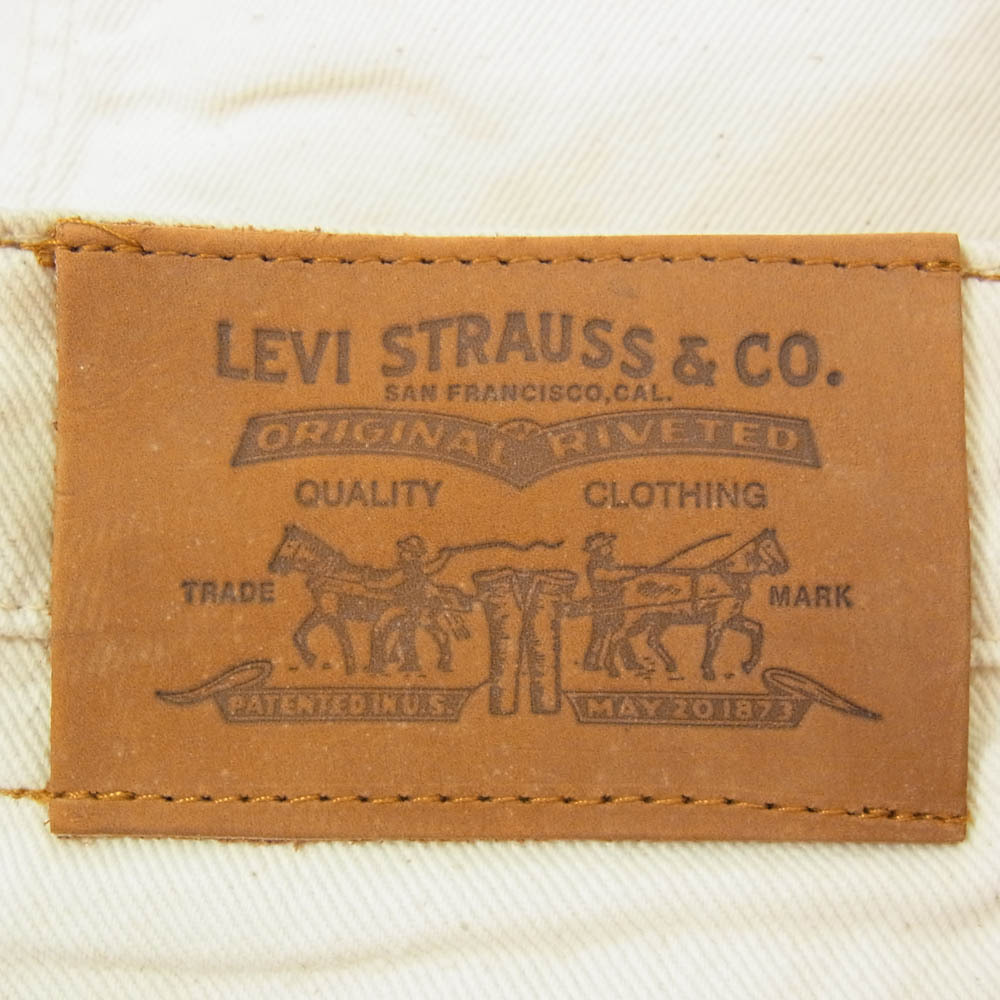 LEVI STRAUSS & CO.
SAN FRANCISCO, CAL.
ORIGINAL RIVETED
QUALITY CLOTHING
TRADE MARK
PATENTED IN U.S. MAY 20 1873